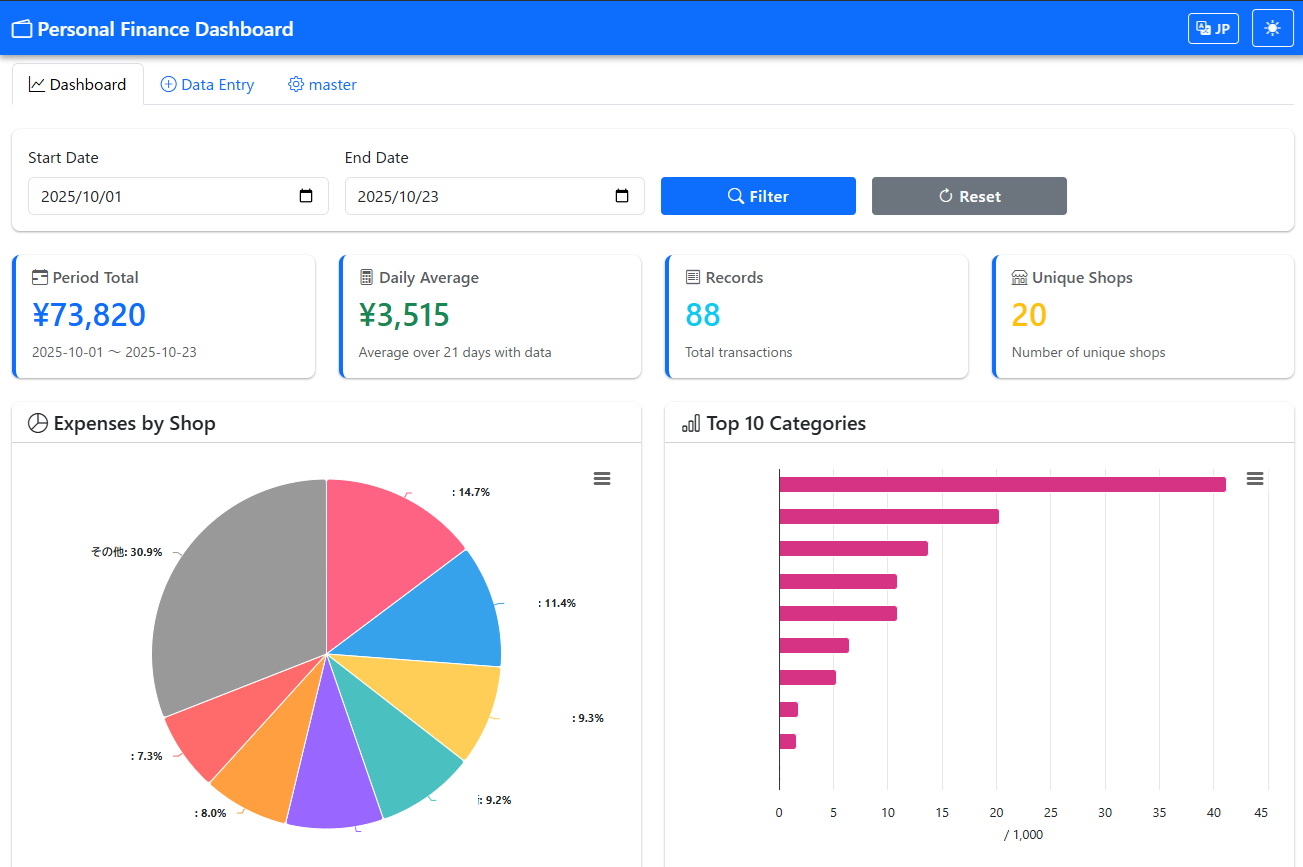 Personal Finance Dashboard
JP
Dashboard
Data Entry
master
Start Date
End Date
2025/10/01
2025/10/23
Filter
Reset
Period Total
¥73,820
2025-10-01 ～ 2025-10-23
Daily Average
¥3,515
Average over 21 days with data
Records
88
Total transactions
Unique Shops
20
Number of unique shops
Expenses by Shop
: 14.7%
その他: 30.9%
: 11.4%
: 9.3%
: 7.3%
: 9.2%
: 8.0%
Top 10 Categories
0 5 10 15 20 25 30 35 40 45
/ 1,000